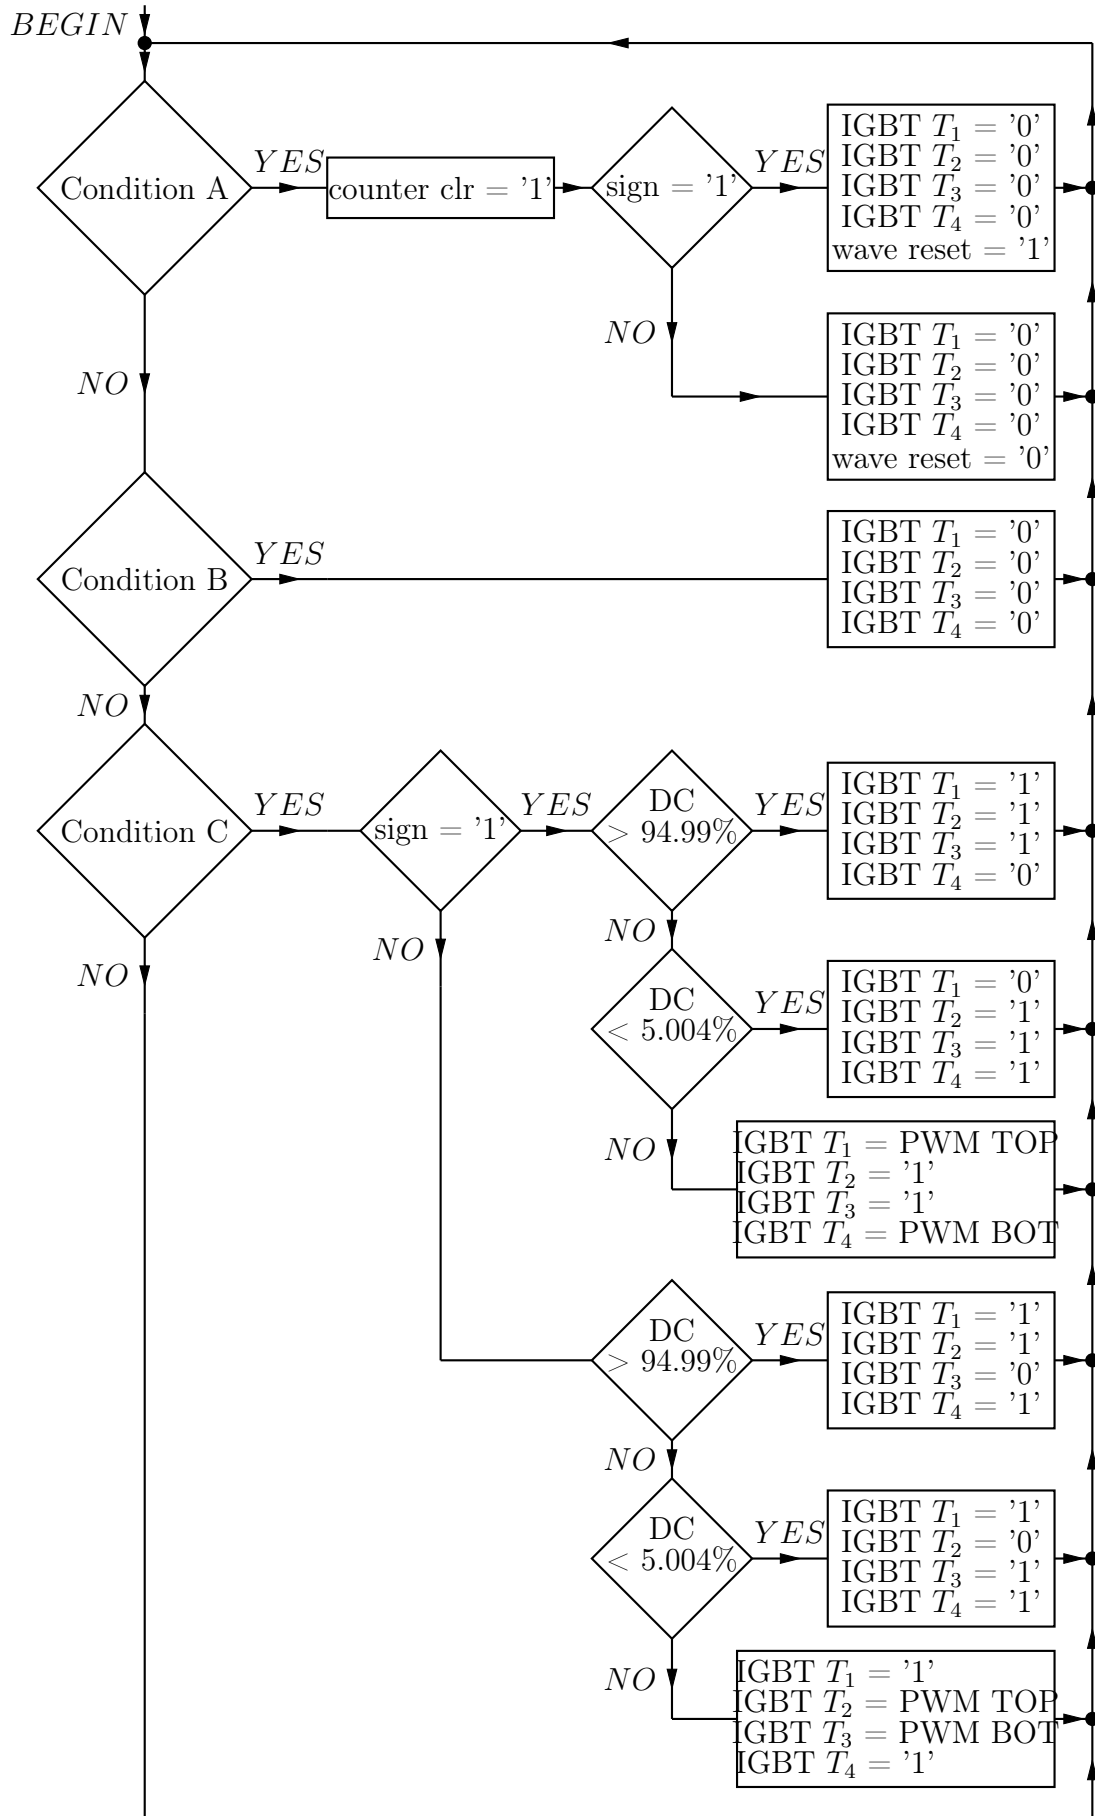 BEGIN
Condition A
YES
counter clr = '1'
sign = '1'
YES
IGBT T1 = '0'
IGBT T2 = '0'
IGBT T3 = '0'
IGBT T4 = '0'
wave reset = '1'
NO
NO
IGBT T1 = '0'
IGBT T2 = '0'
IGBT T3 = '0'
IGBT T4 = '0'
wave reset = '0'
Condition B
YES
IGBT T1 = '0'
IGBT T2 = '0'
IGBT T3 = '0'
IGBT T4 = '0'
NO
Condition C
YES
sign = '1'
YES
DC
> 94.99%
YES
IGBT T1 = '1'
IGBT T2 = '1'
IGBT T3 = '1'
IGBT T4 = '0'
NO
NO
NO
DC
< 5.004%
YES
IGBT T1 = '0'
IGBT T2 = '1'
IGBT T3 = '1'
IGBT T4 = '1'
NO
IGBT T1 = PWM TOP
IGBT T2 = '1'
IGBT T3 = '1'
IGBT T4 = PWM BOT
DC
> 94.99%
YES
IGBT T1 = '1'
IGBT T2 = '1'
IGBT T3 = '0'
IGBT T4 = '1'
NO
DC
< 5.004%
YES
IGBT T1 = '1'
IGBT T2 = '0'
IGBT T3 = '1'
IGBT T4 = '1'
NO
IGBT T1 = '1'
IGBT T2 = PWM TOP
IGBT T3 = PWM BOT
IGBT T4 = '1'